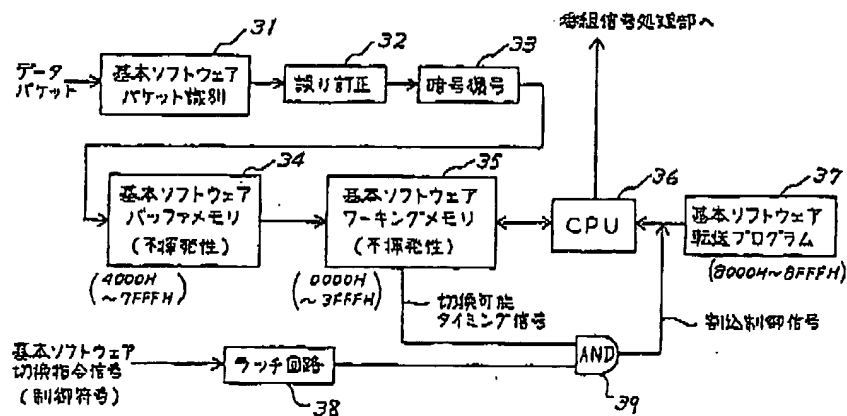 番組信号処理部へ
31
32
33
データ
パケット
基本ソフトウェア
パケット識別
誤り訂正
暗号復号
34
35
36
37
基本ソフトウェア
バッファメモリ
(不揮発性)
基本ソフトウェア
ワーキングメモリ
(不揮発性)
CPU
基本ソフトウェア
転送プログラム
(4000H
~7FFFH)
(0000H
~3FFFH)
(8000H~8FFFH)
切換可能
タイミング信号
割込制御信号
基本ソフトウェア
切換指令信号
(制御符号)
ラッチ回路
38
AND
39